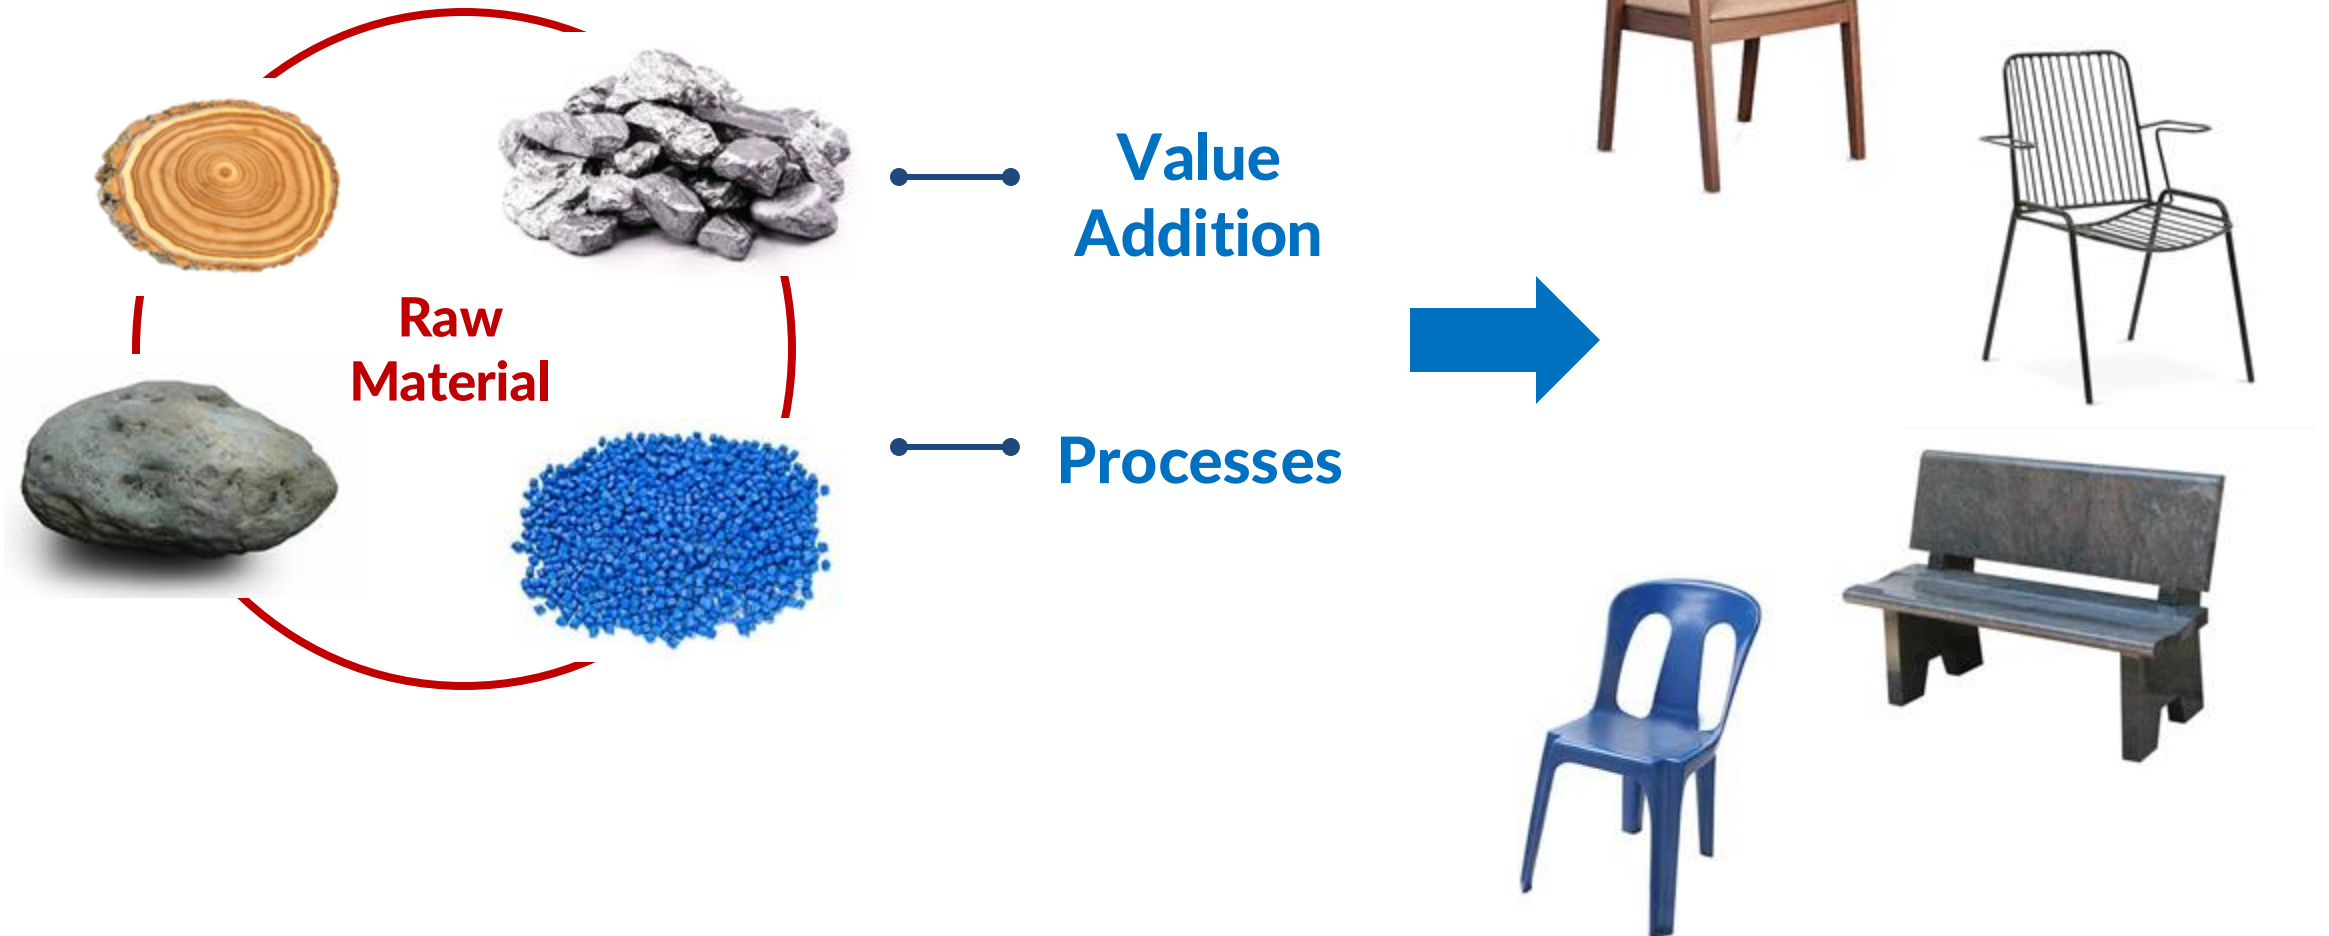 Raw
Material
Value
Addition
Processes